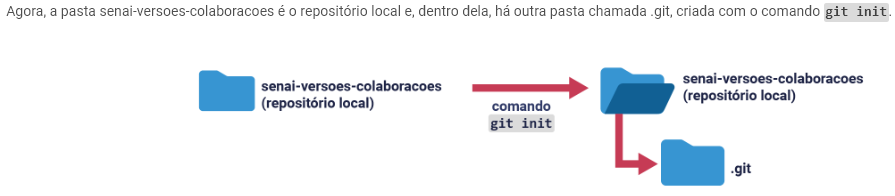 Agora, a pasta senai-versoes-colaboracoes é o repositório local e, dentro dela, há outra pasta chamada .git, criada com o comando git init.
senai-versoes-colaboracoes
(repositório local)
comando
git init
senai-versoes-colaboracoes
(repositório local)
.git